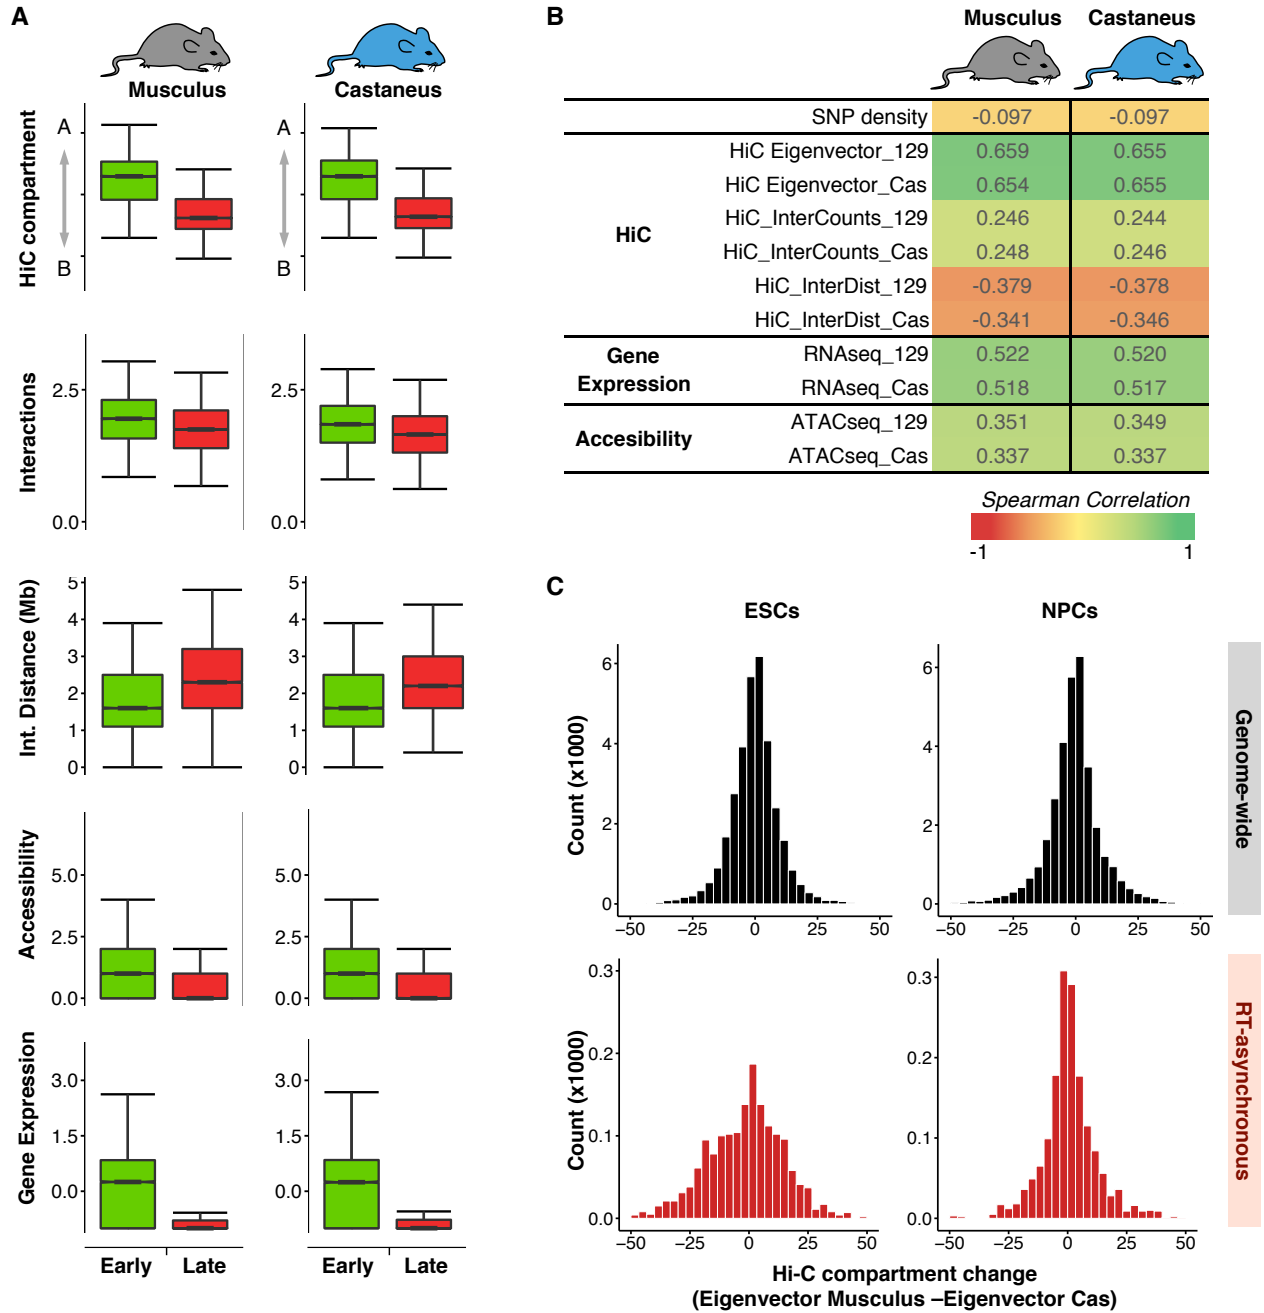 A
Musculus
Castaneus
HiC compartment
A
B
A
B
Interactions
2.5
0.0
2.5
0.0
Int. Distance (Mb)
5
4
3
2
1
0
5
4
3
2
1
0
Accessibility
5.0
2.5
0.0
5.0
2.5
0.0
Gene Expression
3.0
1.5
0.0
3.0
1.5
0.0
Early Late
Early Late
B
Musculus Castaneus
SNP density -0.097 -0.097
HiC
HiC Eigenvector_129 0.659 0.655
HiC Eigenvector_Cas 0.654 0.655
HiC_InterCounts_129 0.246 0.244
HiC_InterCounts_Cas 0.248 0.246
HiC_InterDist_129 -0.379 -0.378
HiC_InterDist_Cas -0.341 -0.346
Gene
Expression
RNAseq_129 0.522 0.520
RNAseq_Cas 0.518 0.517
Accesibility
ATACseq_129 0.351 0.349
ATACseq_Cas 0.337 0.337
Spearman Correlation
-1 1
C
ESCs NPCs
Count (x1000)
6
4
2
0
−50 −25 0 25 50
6
4
2
0
−50 −25 0 25 50
Genome-wide
Count (x1000)
0.3
0.2
0.1
0.0
−50 −25 0 25 50
0.3
0.2
0.1
0.0
−50 −25 0 25 50
RT-asynchronous
Hi-C compartment change
(Eigenvector Musculus –Eigenvector Cas)